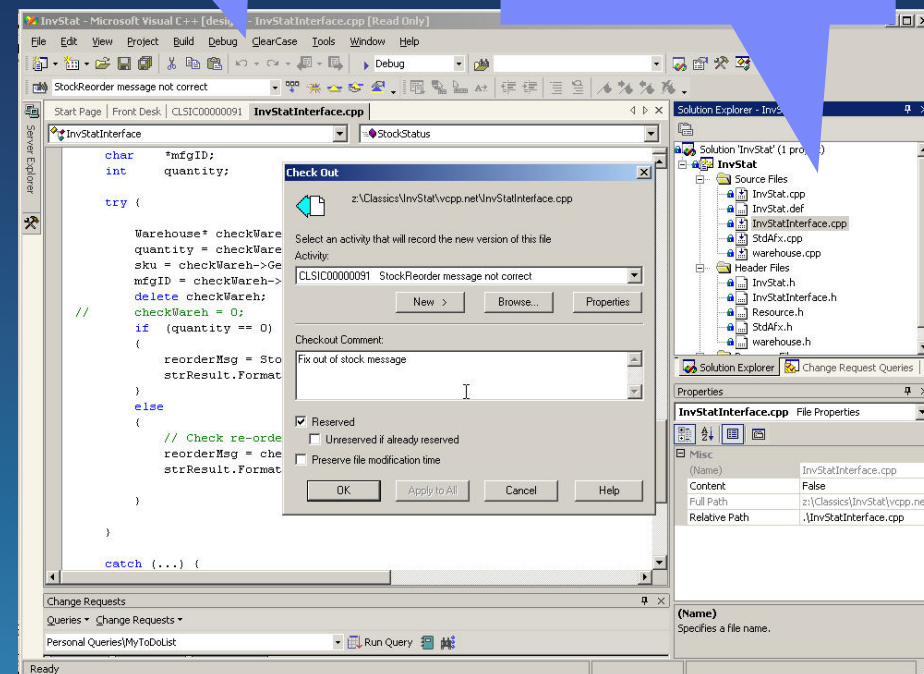 InvStat - Microsoft Visual C++ [desig - InvStatInterface.cpp [Read Only]
File Edit View Project Build Debug ClearCase Tools Window Help
Debug
StockReorder message not correct
Start Page Front Desk CLSIC00000091 InvStatInterface.cpp
InvStatInterface StockStatus
Server Explorer
char *mfgID;
int quantity;
try {
Warehouse* checkWare
quantity = checkWare
sku = checkWareh->Ge
mfgID = checkWareh->
delete checkWareh;
// checkWareh = 0;
if (quantity == 0)
{
reorderMsg = Sto
strResult.Format
}
else
{
// Check re-orde
reorderMsg = che
strResult.Format
}
}
catch (...) {
Check Out
z:\Classics\InvStat\vcpp.net\InvStatInterface.cpp
Select an activity that will record the new version of this file
Activity:
CLSIC00000091 StockReorder message not correct
New > Browse... Properties
Checkout Comment:
Fix out of stock message
Reserved
Unreserved if already reserved
Preserve file modification time
OK Apply to All Cancel Help
Solution Explorer - InvS
Solution 'InvStat' (1 proj
InvStat
Source Files
InvStat.cpp
InvStat.def
InvStatInterface.cpp
StdAfx.cpp
warehouse.cpp
Header Files
InvStat.h
InvStatInterface.h
Resource.h
StdAfx.h
warehouse.h
Solution Explorer Change Request Queries
Properties
InvStatInterface.cpp File Properties
Misc
(Name) InvStatInterface.cpp
Content False
Full Path z:\Classics\InvStat\vcpp.ne
Relative Path .\InvStatInterface.cpp
(Name)
Specifies a file name.
Change Requests
Queries Change Requests
Personal Queries\MyToDoList Run Query
Ready